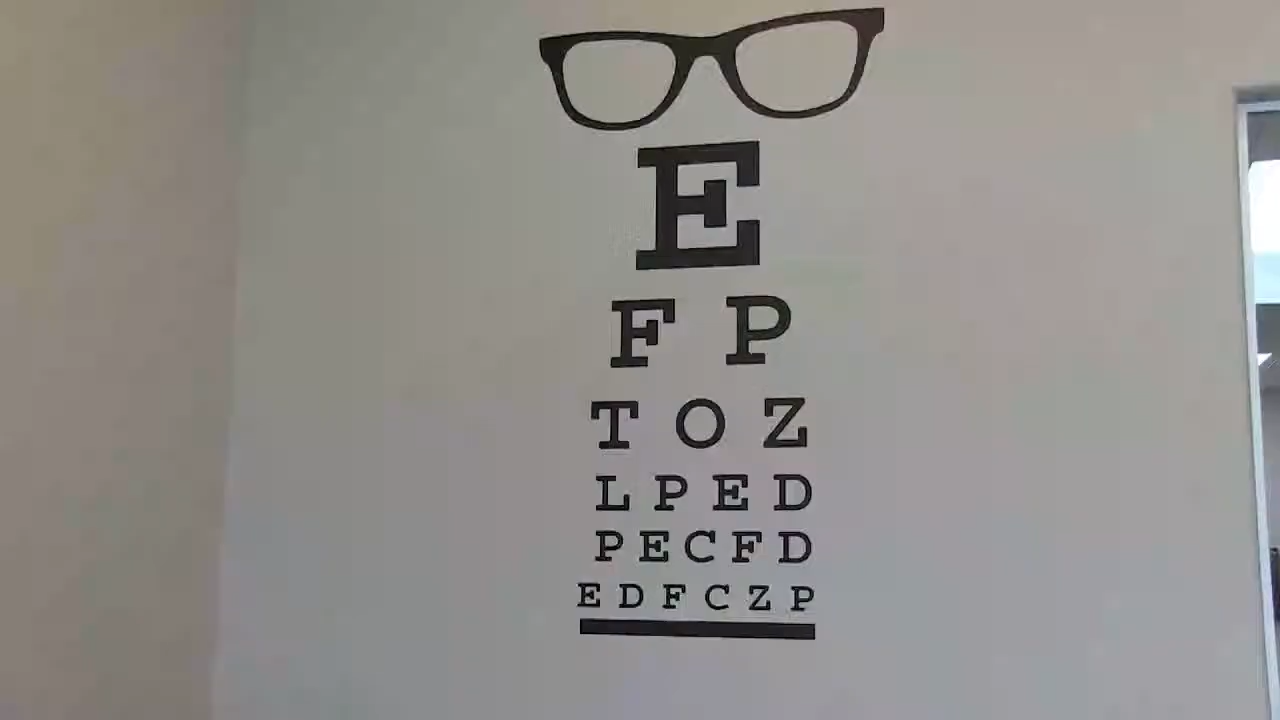 E
F P
T O Z
L P E D
P E C F D
E D F C Z P